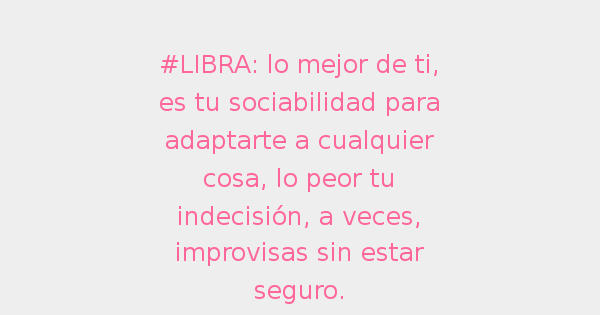 #LIBRA: lo mejor de ti,
es tu sociabilidad para
adaptarte a cualquier
cosa, lo peor tu
indecisión, a veces,
improvisas sin estar
seguro.